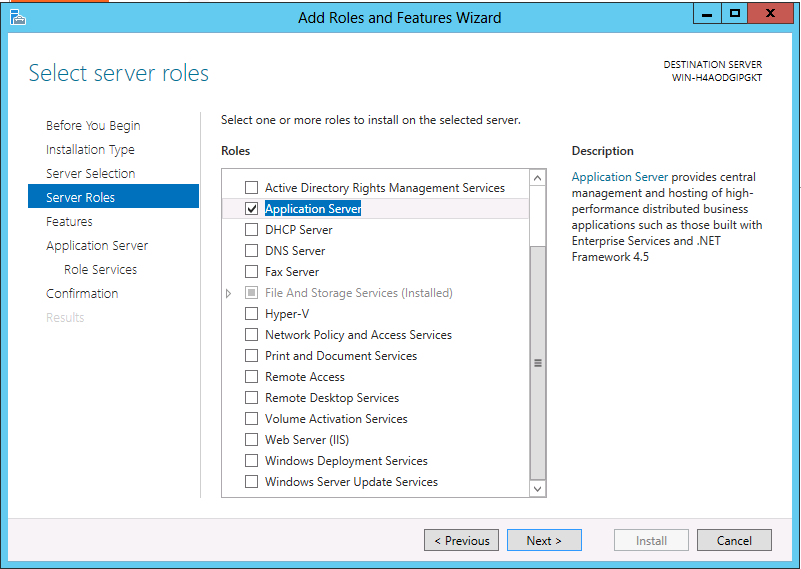 Add Roles and Features Wizard
Select server roles
DESTINATION SERVER
WIN-H4AODGIPGKT
Before You Begin
Installation Type
Server Selection
Server Roles
Features
Application Server
Role Services
Confirmation
Results
Select one or more roles to install on the selected server.
Roles
Active Directory Rights Management Services
Application Server
DHCP Server
DNS Server
Fax Server
File And Storage Services (Installed)
Hyper-V
Network Policy and Access Services
Print and Document Services
Remote Access
Remote Desktop Services
Volume Activation Services
Web Server (IIS)
Windows Deployment Services
Windows Server Update Services
Description
Application Server provides central
management and hosting of high-
performance distributed business
applications such as those built with
Enterprise Services and .NET
Framework 4.5
< Previous
Next >
Install
Cancel